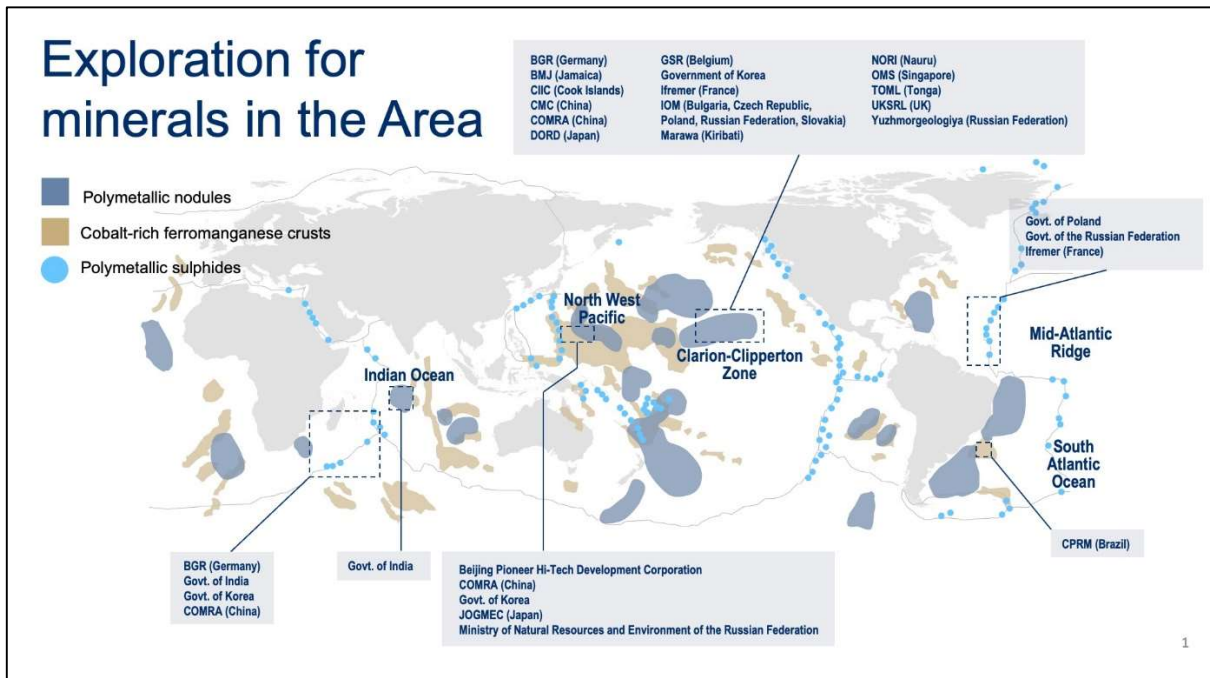 Exploration for
minerals in the Area
Polymetallic nodules
Cobalt-rich ferromanganese crusts
Polymetallic sulphides
BGR (Germany)
BMJ (Jamaica)
CIIC (Cook Islands)
CMC (China)
COMRA (China)
DORD (Japan)
GSR (Belgium)
Government of Korea
Ifremer (France)
IOM (Bulgaria, Czech Republic,
Poland, Russian Federation, Slovakia)
Marawa (Kiribati)
NORI (Nauru)
OMS (Singapore)
TOML (Tonga)
UKSRL (UK)
Yuzhmorgeologiya (Russian Federation)
Govt. of Poland
Govt. of the Russian Federation
Ifremer (France)
North West
Pacific
Clarion-Clipperton
Zone
Mid-Atlantic
Ridge
Indian Ocean
South
Atlantic
Ocean
BGR (Germany)
Govt. of India
Govt. of Korea
COMRA (China)
Govt. of India
Beijing Pioneer Hi-Tech Development Corporation
COMRA (China)
Govt. of Korea
JOGMEC (Japan)
Ministry of Natural Resources and Environment of the Russian Federation
CPRM (Brazil)
1